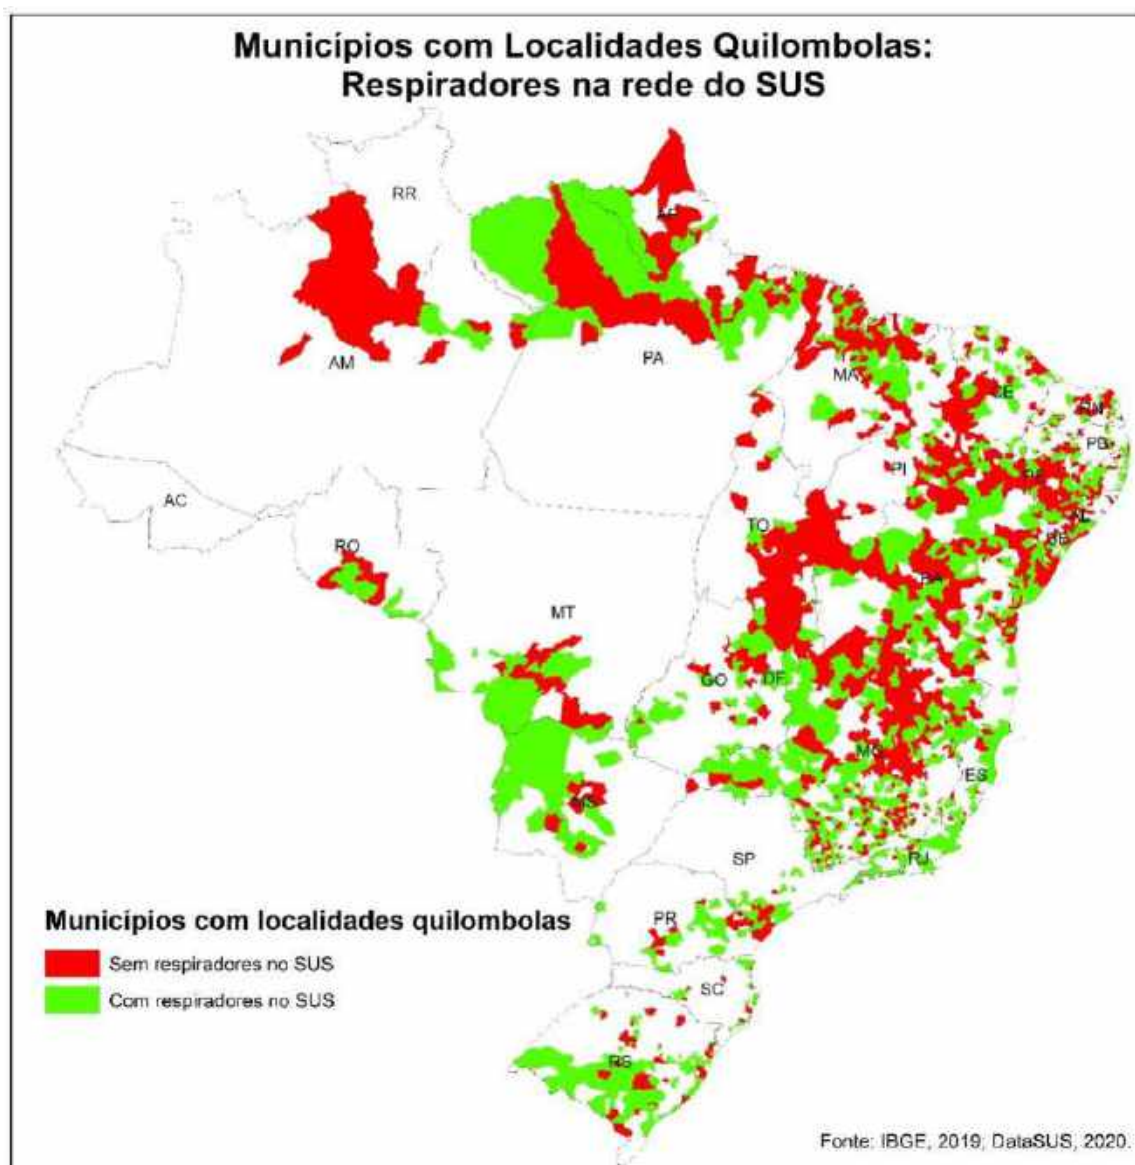 Municípios com Localidades Quilombolas:
Respiradores na rede do SUS
RR
AP
AM
PA
MA
CE
RN
PB
PI
PE
AL
SE
AC
TO
RO
BA
MT
GO
DF
MG
ES
MS
SP
RJ
Municípios com localidades quilombolas
PR
Sem respiradores no SUS
SC
Com respiradores no SUS
RS
Fonte: IBGE, 2019; DataSUS, 2020.